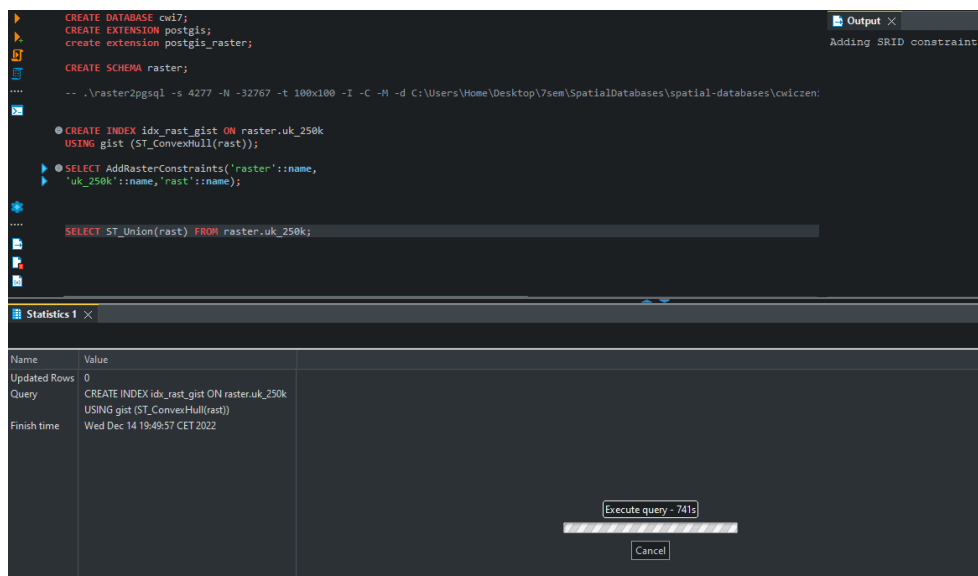 CREATE DATABASE cwi7;
CREATE EXTENSION postgis;
create extension postgis_raster;
CREATE SCHEMA raster;
-- .\raster2pgsql -s 4277 -N -32767 -t 100x100 -I -C -M -d C:\Users\Home\Desktop\7sem\SpatialDatabases\spatial-databases\cwiczen
CREATE INDEX idx_rast_gist ON raster.uk_250k
USING gist (ST_ConvexHull(rast));
SELECT AddRasterConstraints('raster'::name,
'uk_250k'::name,'rast'::name);
SELECT ST_Union(rast) FROM raster.uk_250k;
Output
Adding SRID constraint
Statistics 1
Name Value
Updated Rows 0
Query CREATE INDEX idx_rast_gist ON raster.uk_250k
USING gist (ST_ConvexHull(rast))
Finish time Wed Dec 14 19:49:57 CET 2022
Execute query - 741s
Cancel